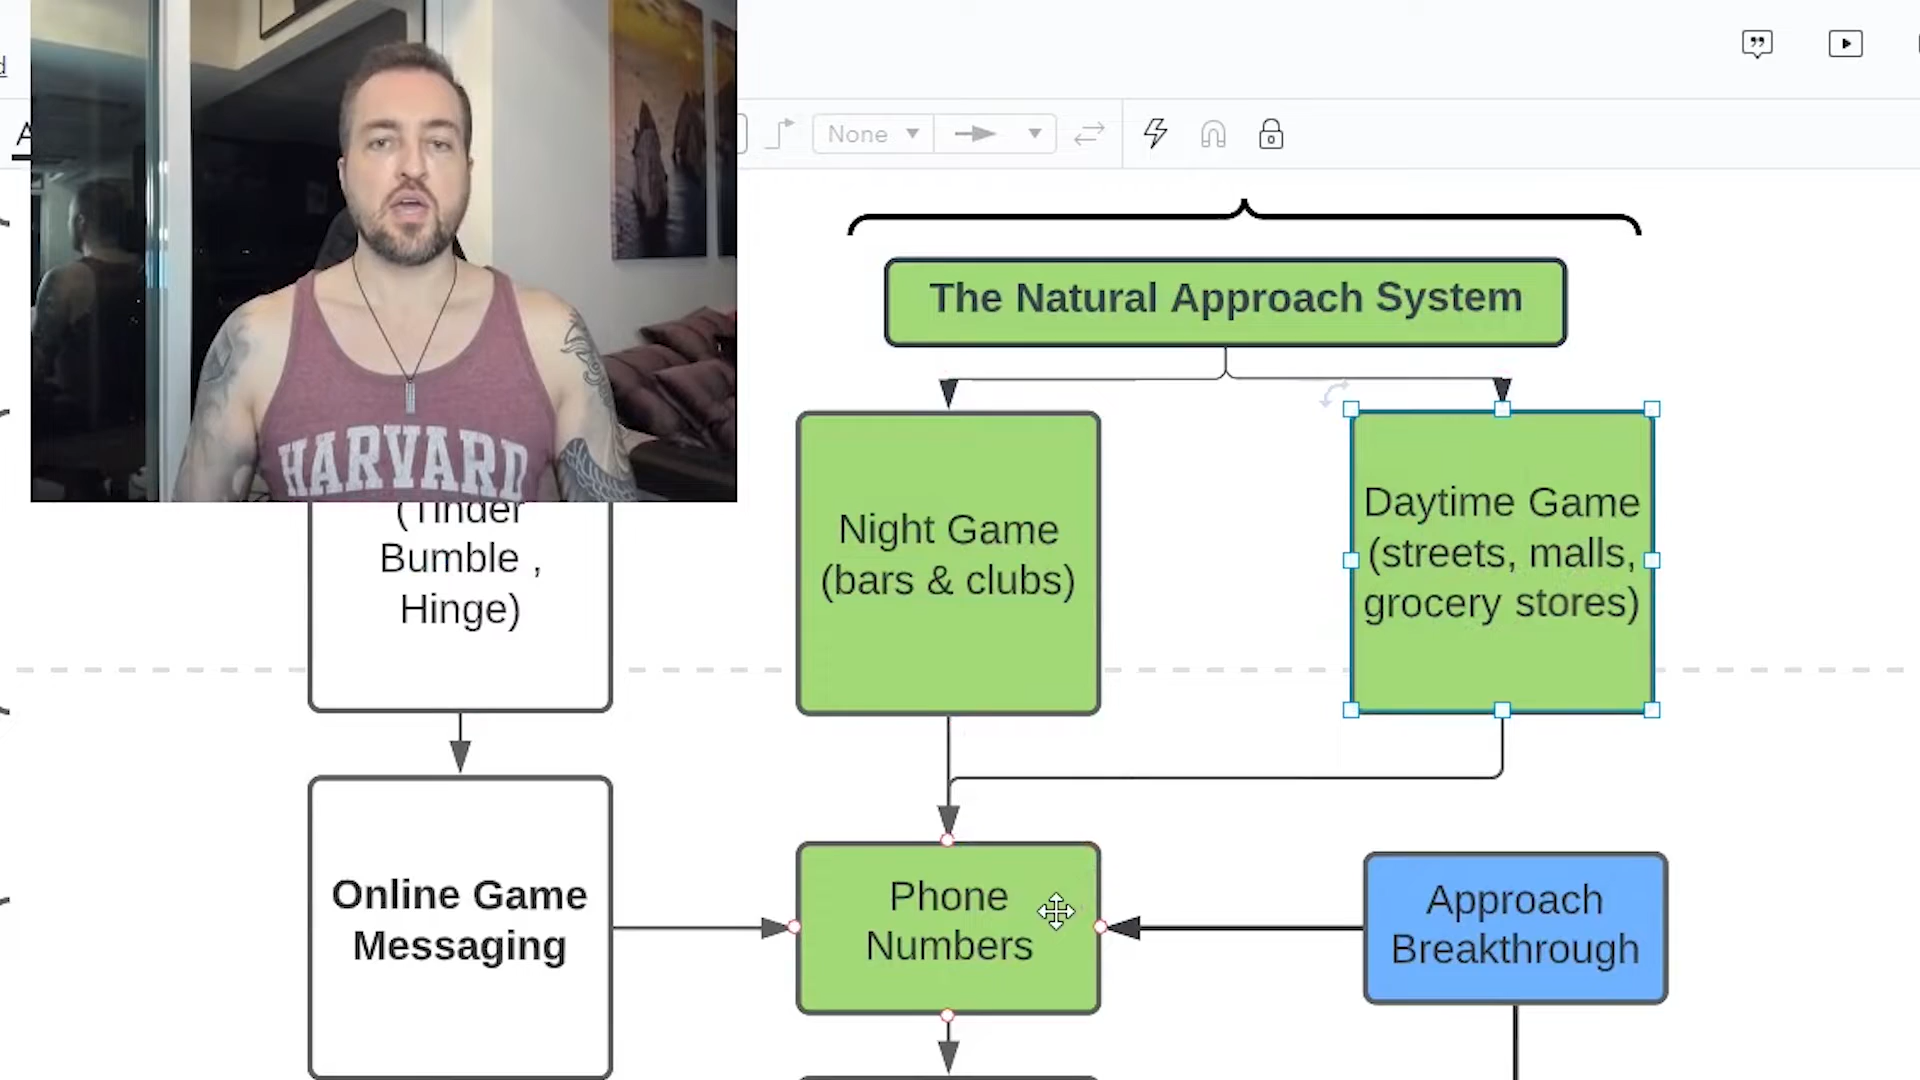 None
HARVARD
The Natural Approach System
(Tinder
Bumble ,
Hinge)
Night Game
(bars & clubs)
Daytime Game
(streets, malls,
grocery stores)
Online Game
Messaging
Phone
Numbers
Approach
Breakthrough